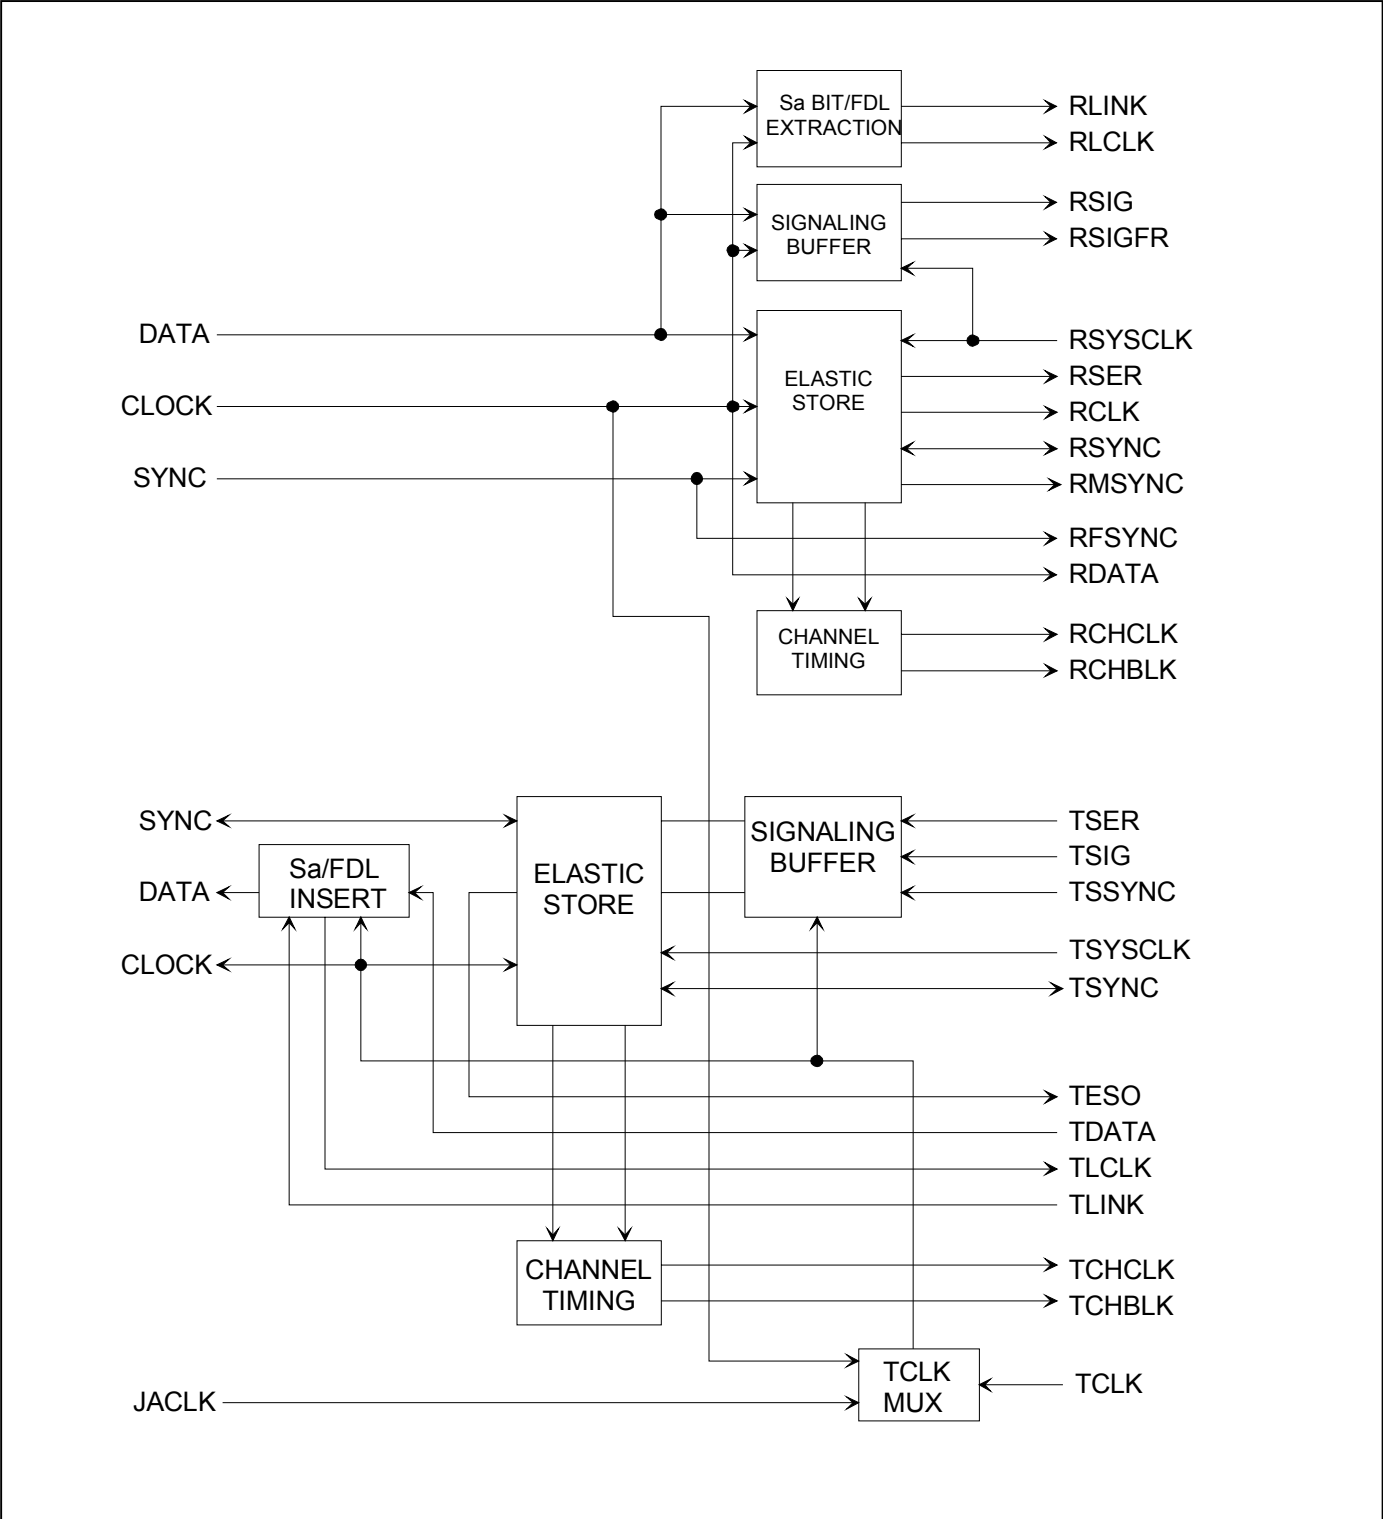 Sa BIT/FDL
EXTRACTION
RLINK
RLCLK
SIGNALING
BUFFER
RSIG
RSIGFR
DATA
CLOCK
SYNC
ELASTIC
STORE
RSYSCLK
RSER
RCLK
RSYNC
RMSYNC
RFSYNC
RDATA
CHANNEL
TIMING
RCHCLK
RCHBLK
SYNC
DATA
CLOCK
Sa/FDL
INSERT
ELASTIC
STORE
SIGNALING
BUFFER
TSER
TSIG
TSSYNC
TSYSCLK
TSYNC
TESO
TDATA
TLCLK
TLINK
CHANNEL
TIMING
TCHCLK
TCHBLK
JACLK
TCLK
MUX
TCLK